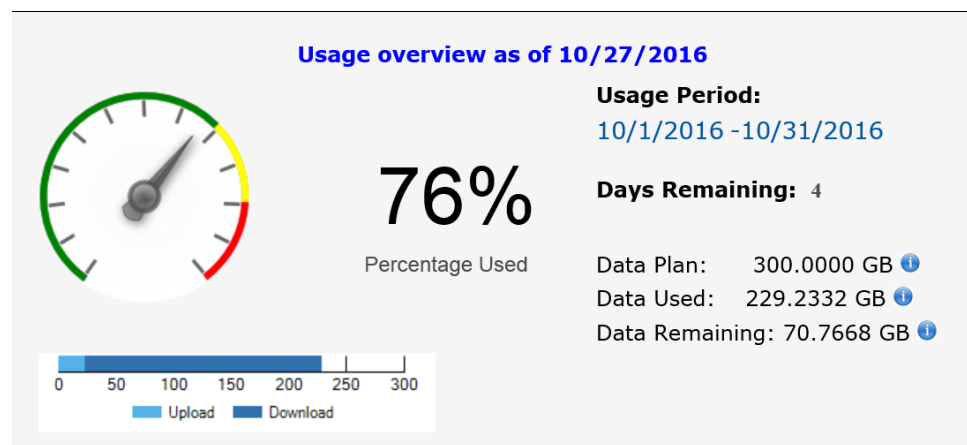 Usage overview as of 10/27/2016
Usage Period:
10/1/2016 -10/31/2016
76%
Percentage Used
Days Remaining: 4
Data Plan: 300.0000 GB
Data Used: 229.2332 GB
Data Remaining: 70.7668 GB
0 50 100 150 200 250 300
Upload Download